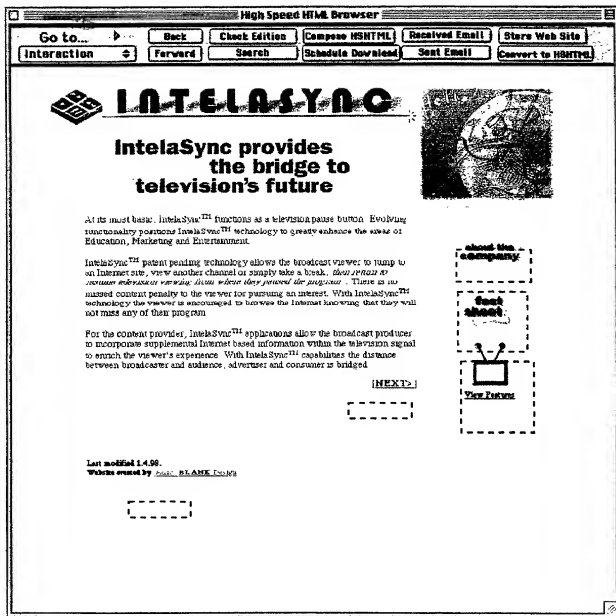 High Speed HTML Browser
Go to... Back Check Edition Compose HSHTML Received Email Store Web Site
Interaction Forward Search Schedule Download Sent Email Convert to HSHTML
INTELASYNC
IntelaSync provides
the bridge to
television's future
At its most basic, IntelaSync™ functions as a television pause button. Evolving
functionality positions IntelaSync™ technology to greatly enhance the areas of
Education, Marketing and Entertainment.
IntelaSync™ patent pending technology allows the broadcast viewer to jump to
an Internet site, view another channel or simply take a break, then return to
resume television viewing from where they paused the program. There is no
missed content penalty to the viewer for pursuing an interest. With IntelaSync™
technology the viewer is encouraged to browse the Internet knowing that they will
not miss any of their program
For the content provider, IntelaSync™ applications allow the broadcast producer
to incorporate supplemental Internet based information within the television signal
to enrich the viewer's experience. With IntelaSync™ capabilities the distance
between broadcaster and audience, advertiser and consumer is bridged.
[NEXT>]
about the
company
fact
sheet
View Features
Last modified 1.4.98.
Website created by BLANK Design